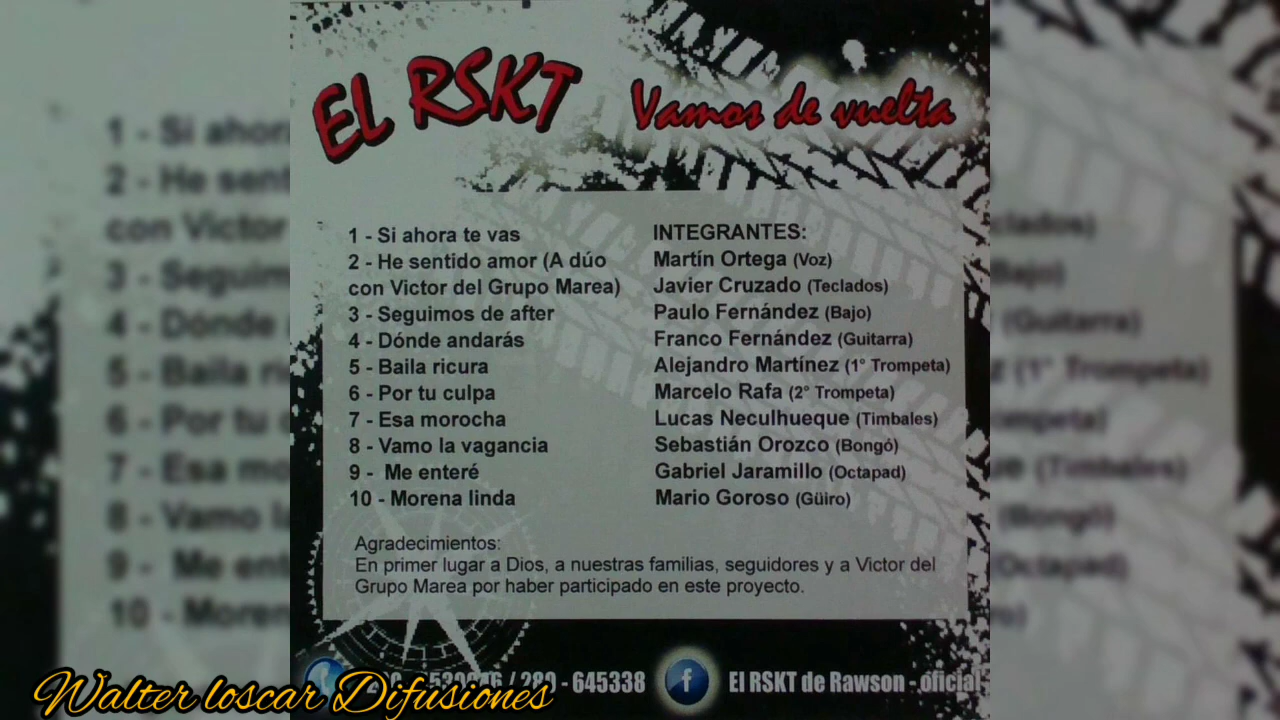 EL RSKT
Vamos de vuelta
1 - Si ahora te vas
2 - He sentido amor (A dúo
con Victor del Grupo Marea)
3 - Seguimos de after
4 - Dónde andarás
5 - Baila ricura
6 - Por tu culpa
7 - Esa morocha
8 - Vamo la vagancia
9 - Me enteré
10 - Morena linda
INTEGRANTES:
Martín Ortega (Voz)
Javier Cruzado (Teclados)
Paulo Fernández (Bajo)
Franco Fernández (Guitarra)
Alejandro Martínez (1° Trompeta)
Marcelo Rafa (2° Trompeta)
Lucas Neculhueque (Timbales)
Sebastián Orozco (Bongó)
Gabriel Jaramillo (Octapad)
Mario Goroso (Güiro)
Agradecimientos:
En primer lugar a Dios, a nuestras familias, seguidores y a Victor del
Grupo Marea por haber participado en este proyecto.
/ 280 - 645338
El RSKT de Rawson - oficial
Walter loscar Difusiones